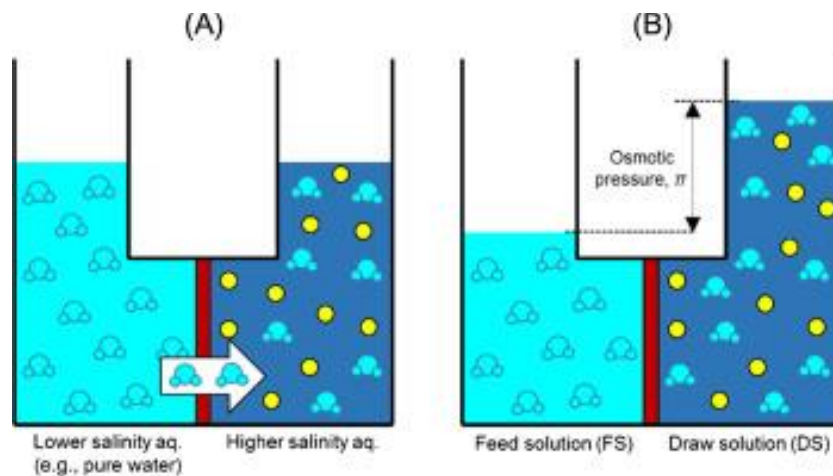 (A)
(B)
Osmotic
pressure, π
Lower salinity aq.
(e.g., pure water)
Higher salinity aq.
Feed solution (FS)
Draw solution (DS)